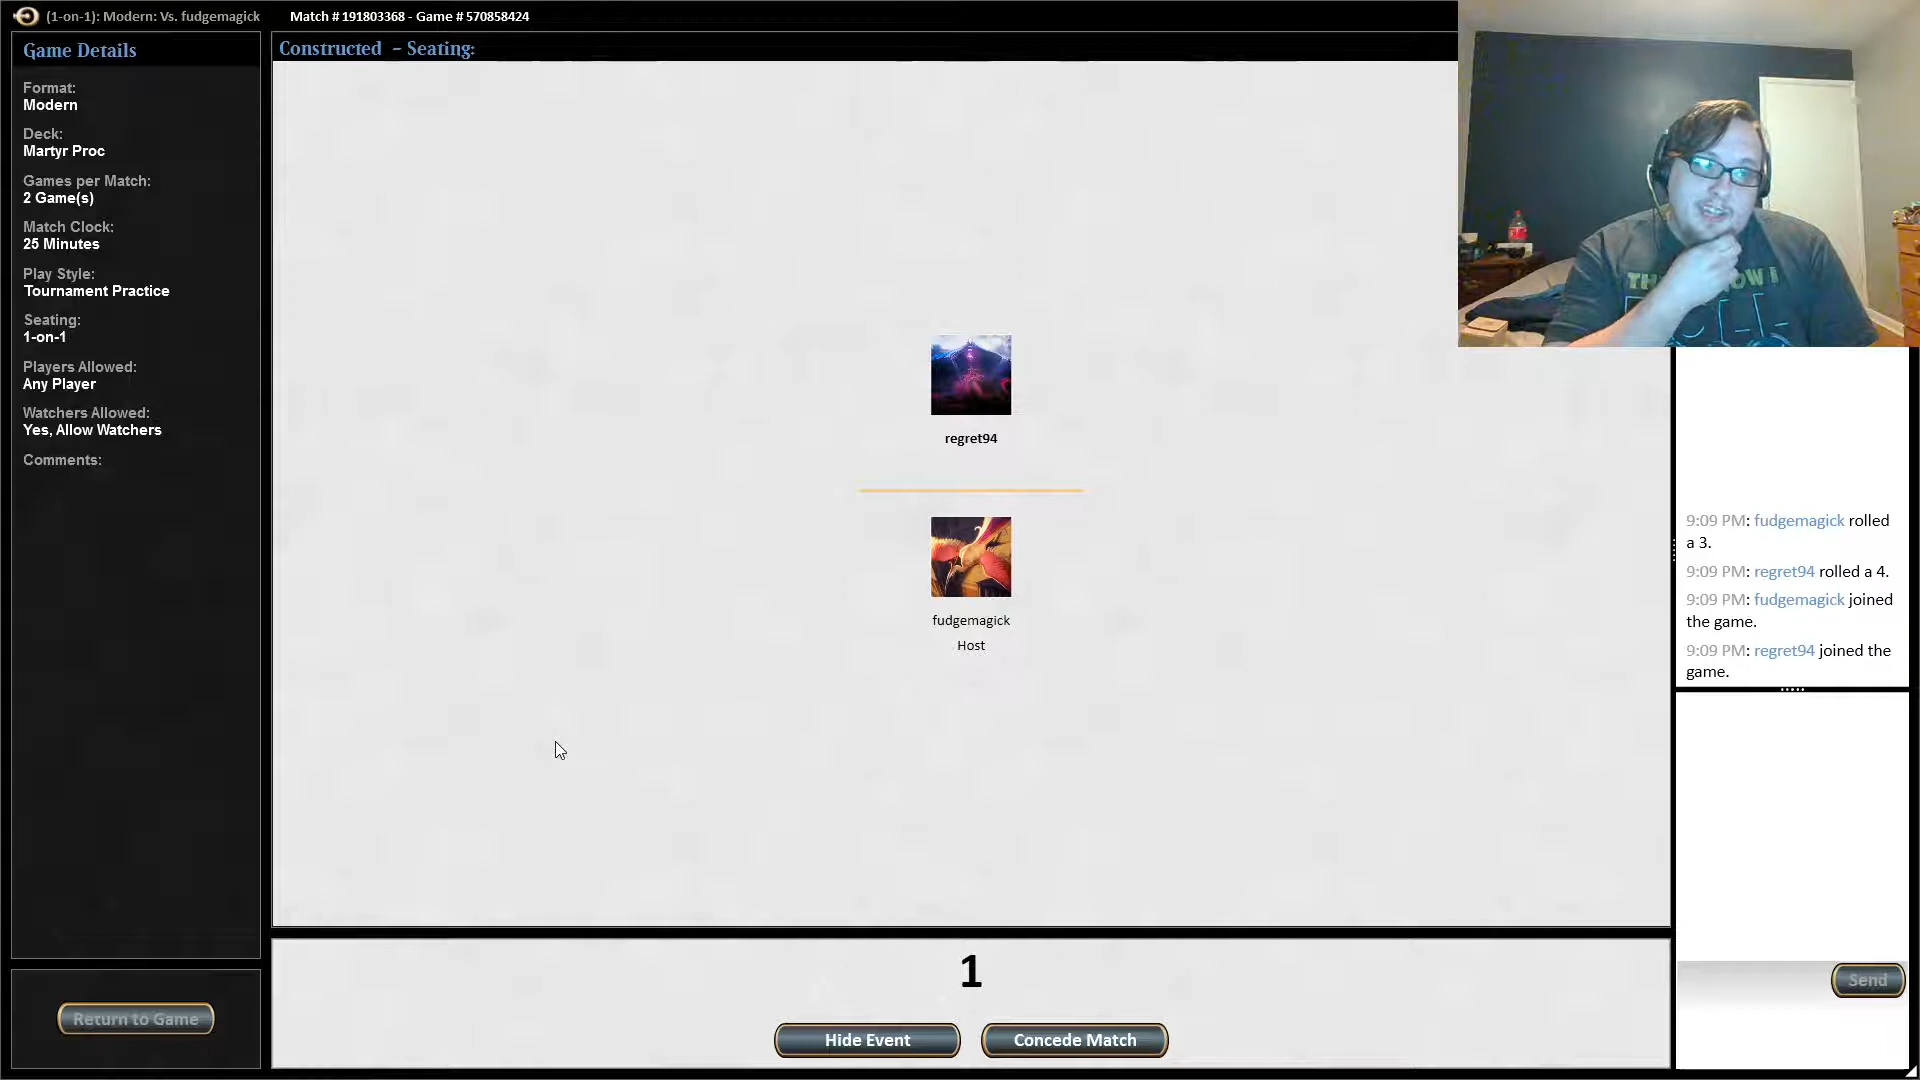 (1-on-1): Modern: Vs. fudgemagick
Match # 191803368 - Game # 570858424
Game Details
Format:
Modern
Deck:
Martyr Proc
Games per Match:
2 Game(s)
Match Clock:
25 Minutes
Play Style:
Tournament Practice
Seating:
1-on-1
Players Allowed:
Any Player
Watchers Allowed:
Yes, Allow Watchers
Comments:
Return to Game
Constructed - Seating:
regret94
fudgemagick
Host
1
Hide Event
Concede Match
9:09 PM: fudgemagick rolled
a 3.
9:09 PM: regret94 rolled a 4.
9:09 PM: fudgemagick joined
the game.
9:09 PM: regret94 joined the
game.
Send